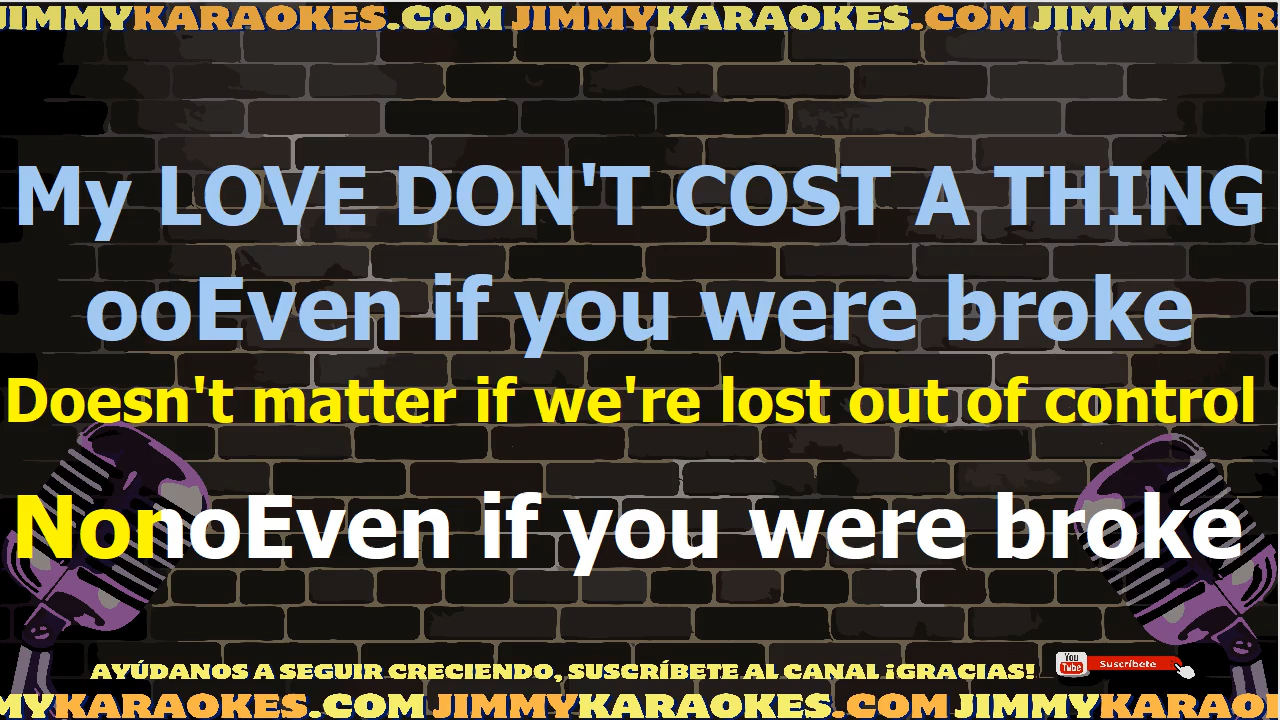 JIMMYKARAOKES.COM JIMMYKARAOKES.COM JIMMYKAR
My LOVE DON'T COST A THING
ooEven if you were broke
Doesn't matter if we're lost out of control
NonoEven if you were broke
AYÚDANOS A SEGUIR CRECIENDO, SUSCRÍBETE AL CANAL ¡GRACIAS!
You Tube Suscríbete
MYKARAOKES.COM JIMMYKARAOKES.COM JIMMYKARAO